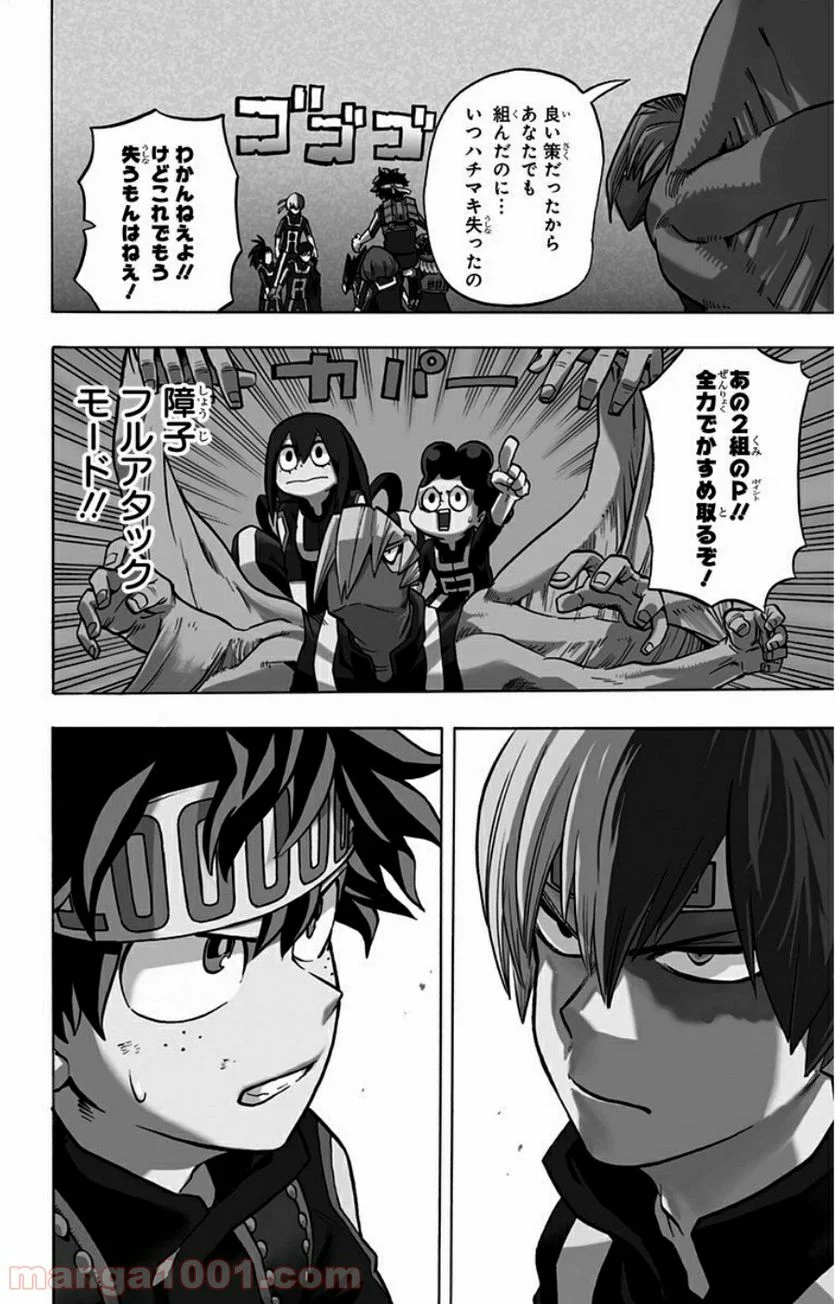 良い策だったから
あなたでも
組んだのに…
いつハチマキ失ったの
ゴゴゴ
わかんねえよ!!
けどこれでもう
失うもんはねえ!
あの2組のP!!
全力でかすめ取るぞ!
カパー
障子
フルアタック
モード!!
10000000
manga1001.com